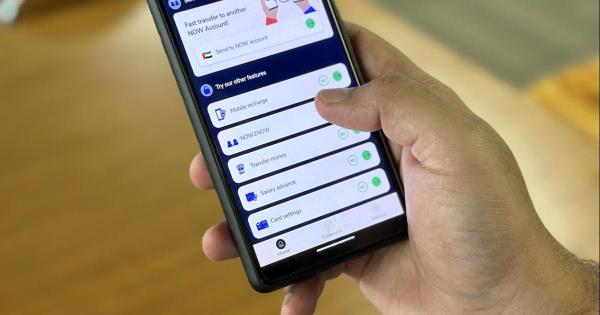 Fast transfer to another
NOW Account!
Send to NOW account
Try our other features
Mobile recharge
NOW2NOW
Transfer money
Salary advance
Card settings
Home